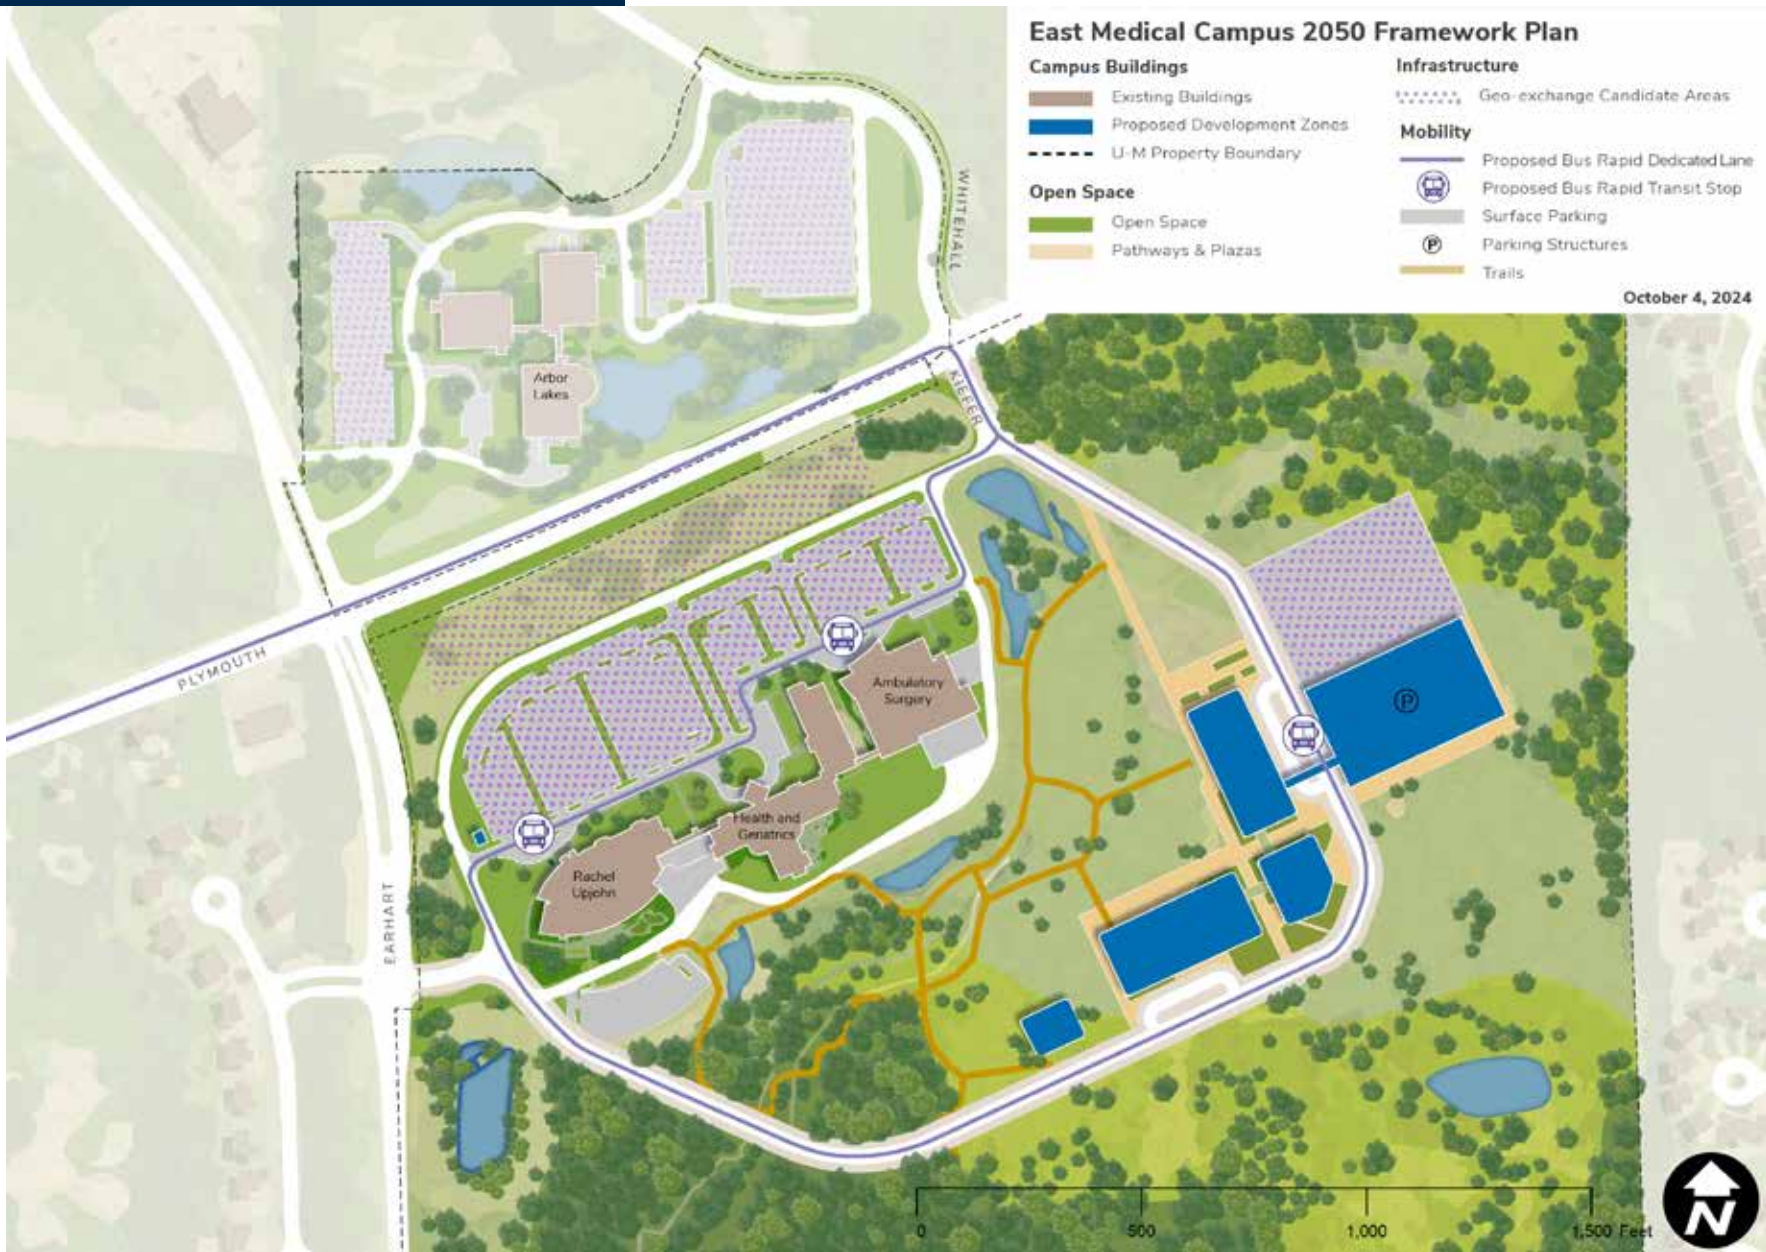 East Medical Campus 2050 Framework Plan
Campus Buildings
Existing Buildings
Proposed Development Zones
U-M Property Boundary
Open Space
Open Space
Pathways & Plazas
Infrastructure
Geo-exchange Candidate Areas
Mobility
Proposed Bus Rapid Dedicated Lane
Proposed Bus Rapid Transit Stop
Surface Parking
P
Parking Structures
Trails
October 4, 2024
WHITEHALL
KIEFER
Arbor
Lakes
PLYMOUTH
Ambulatory
Surgery
P
Health and
Geriatrics
Rachel
Upjohn
EARHART
0
500
1,000
1,500 Feet
N